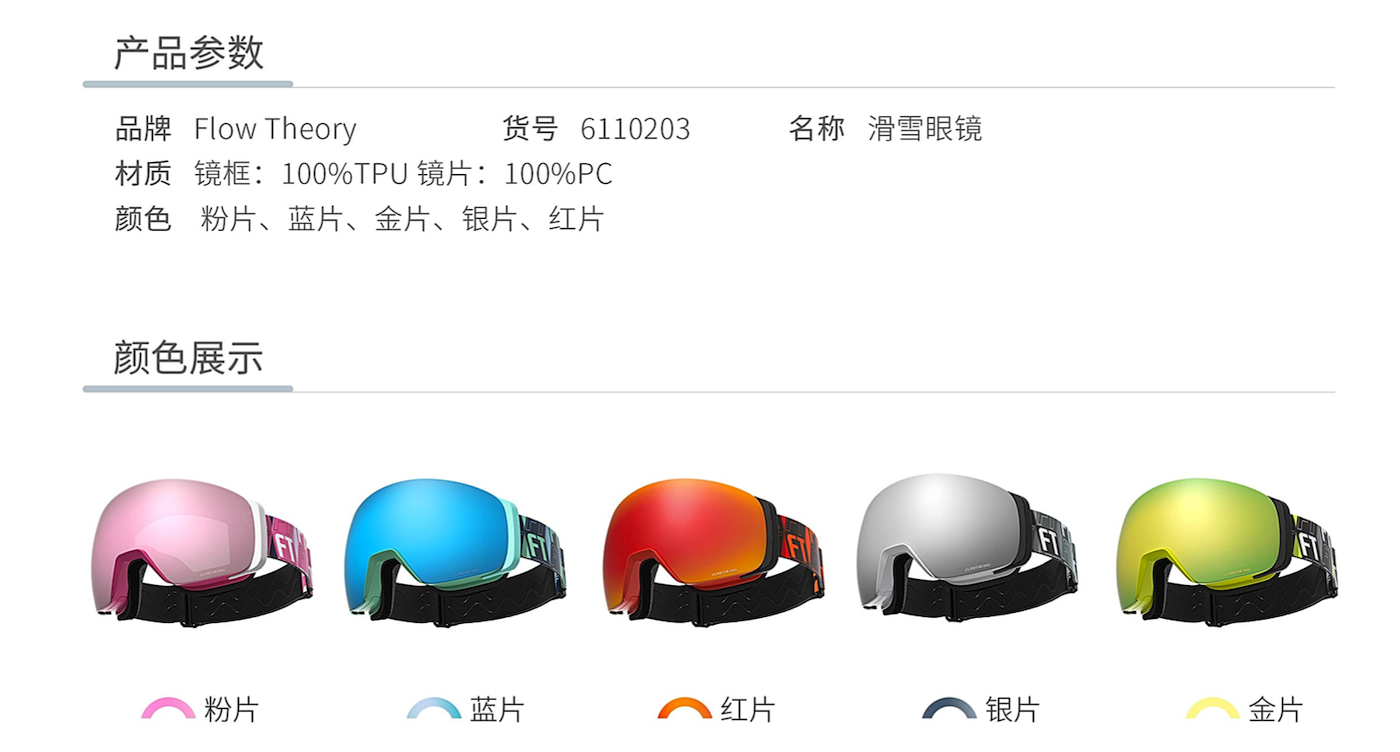 产品参数
品牌 Flow Theory 货号 6110203 名称 滑雪眼镜
材质 镜框：100%TPU 镜片：100%PC
颜色 粉片、蓝片、金片、银片、红片
颜色展示
FT FT FT FT FT
粉片 蓝片 红片 银片 金片